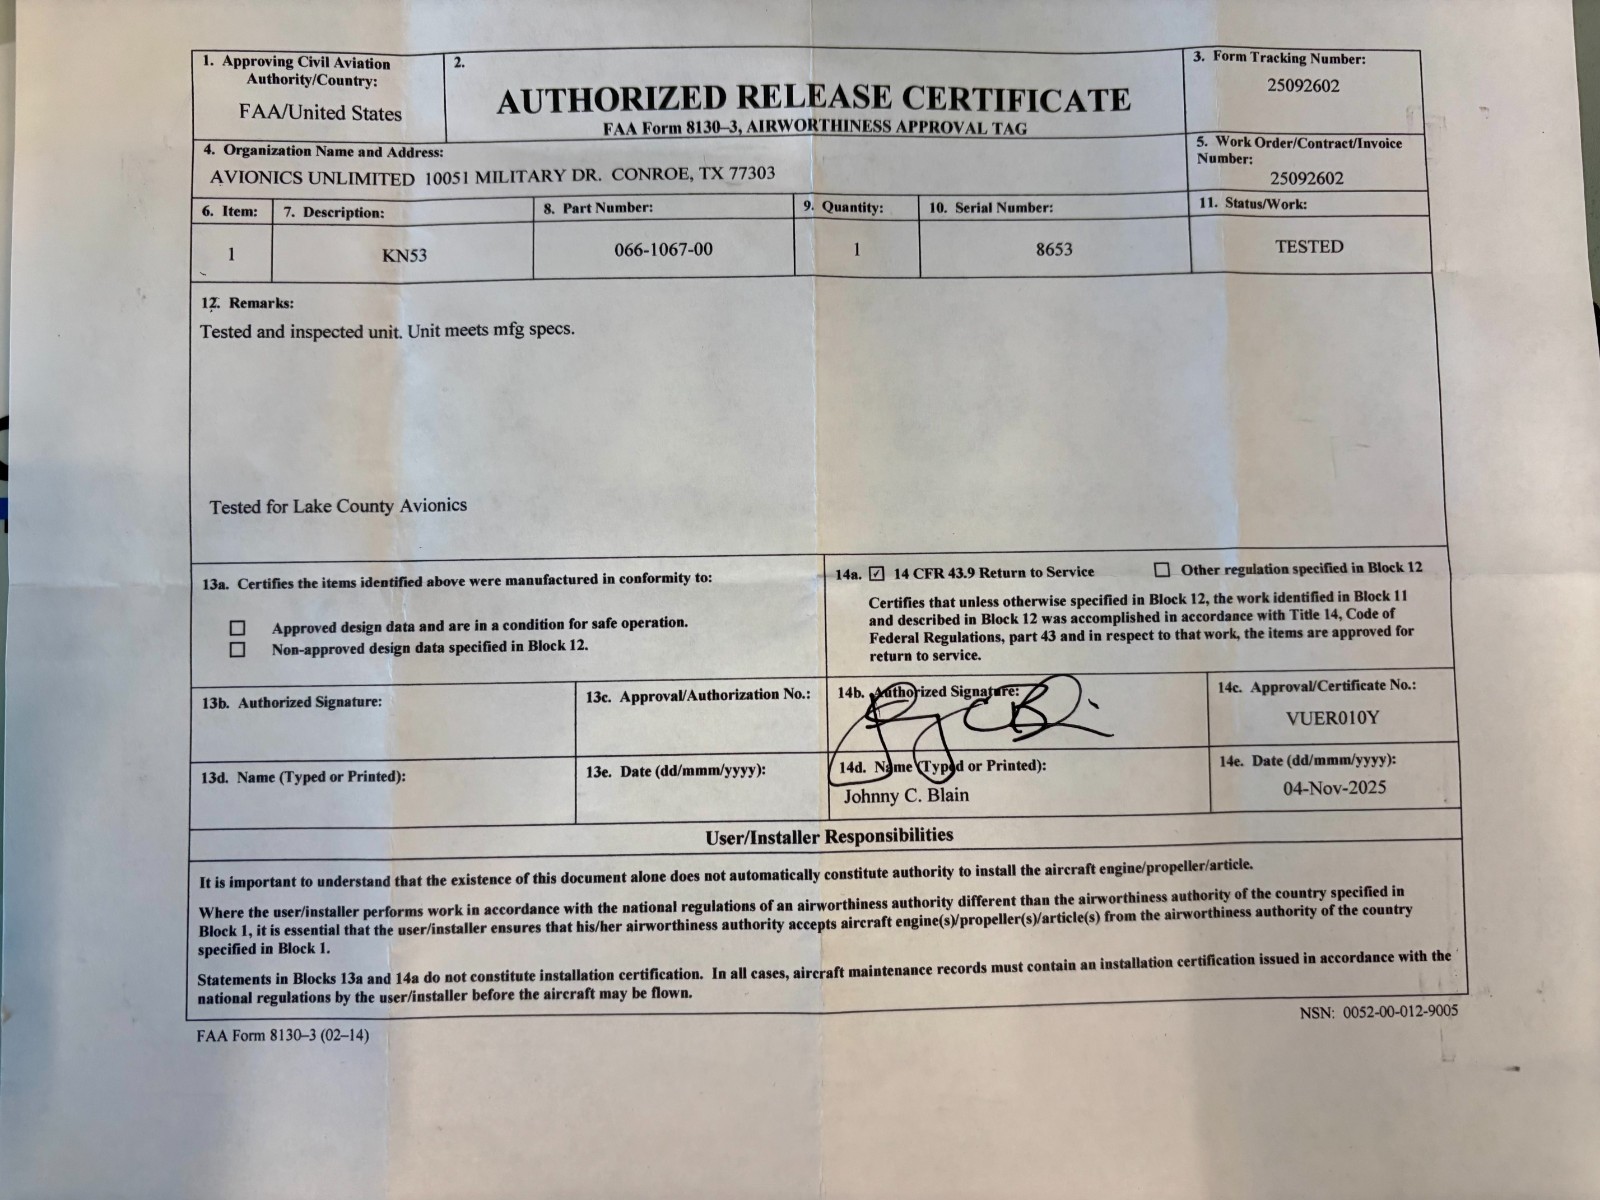 1. Approving Civil Aviation
Authority/Country:
FAA/United States
2.
AUTHORIZED RELEASE CERTIFICATE
FAA Form 8130–3, AIRWORTHINESS APPROVAL TAG
3. Form Tracking Number:
25092602
4. Organization Name and Address:
AVIONICS UNLIMITED 10051 MILITARY DR. CONROE, TX 77303
5. Work Order/Contract/Invoice
Number:
25092602
6. Item:
7. Description:
8. Part Number:
9. Quantity:
10. Serial Number:
11. Status/Work:
1
KN53
066-1067-00
1
8653
TESTED
12. Remarks:
Tested and inspected unit. Unit meets mfg specs.
Tested for Lake County Avionics
13a. Certifies the items identified above were manufactured in conformity to:
Approved design data and are in a condition for safe operation.
Non-approved design data specified in Block 12.
14a. ☑ 14 CFR 43.9 Return to Service ☐ Other regulation specified in Block 12
Certifies that unless otherwise specified in Block 12, the work identified in Block 11
and described in Block 12 was accomplished in accordance with Title 14, Code of
Federal Regulations, part 43 and in respect to that work, the items are approved for
return to service.
13b. Authorized Signature:
13c. Approval/Authorization No.:
14b. Authorized Signature:
14c. Approval/Certificate No.:
VUER010Y
13d. Name (Typed or Printed):
13e. Date (dd/mmm/yyyy):
14d. Name (Typed or Printed):
Johnny C. Blain
14e. Date (dd/mmm/yyyy):
04-Nov-2025
User/Installer Responsibilities
It is important to understand that the existence of this document alone does not automatically constitute authority to install the aircraft engine/propeller/article.
Where the user/installer performs work in accordance with the national regulations of an airworthiness authority different than the airworthiness authority of the country specified in
Block 1, it is essential that the user/installer ensures that his/her airworthiness authority accepts aircraft engine(s)/propeller(s)/article(s) from the airworthiness authority of the country
specified in Block 1.
Statements in Blocks 13a and 14a do not constitute installation certification. In all cases, aircraft maintenance records must contain an installation certification issued in accordance with the
national regulations by the user/installer before the aircraft may be flown.
FAA Form 8130–3 (02–14)
NSN: 0052-00-012-9005